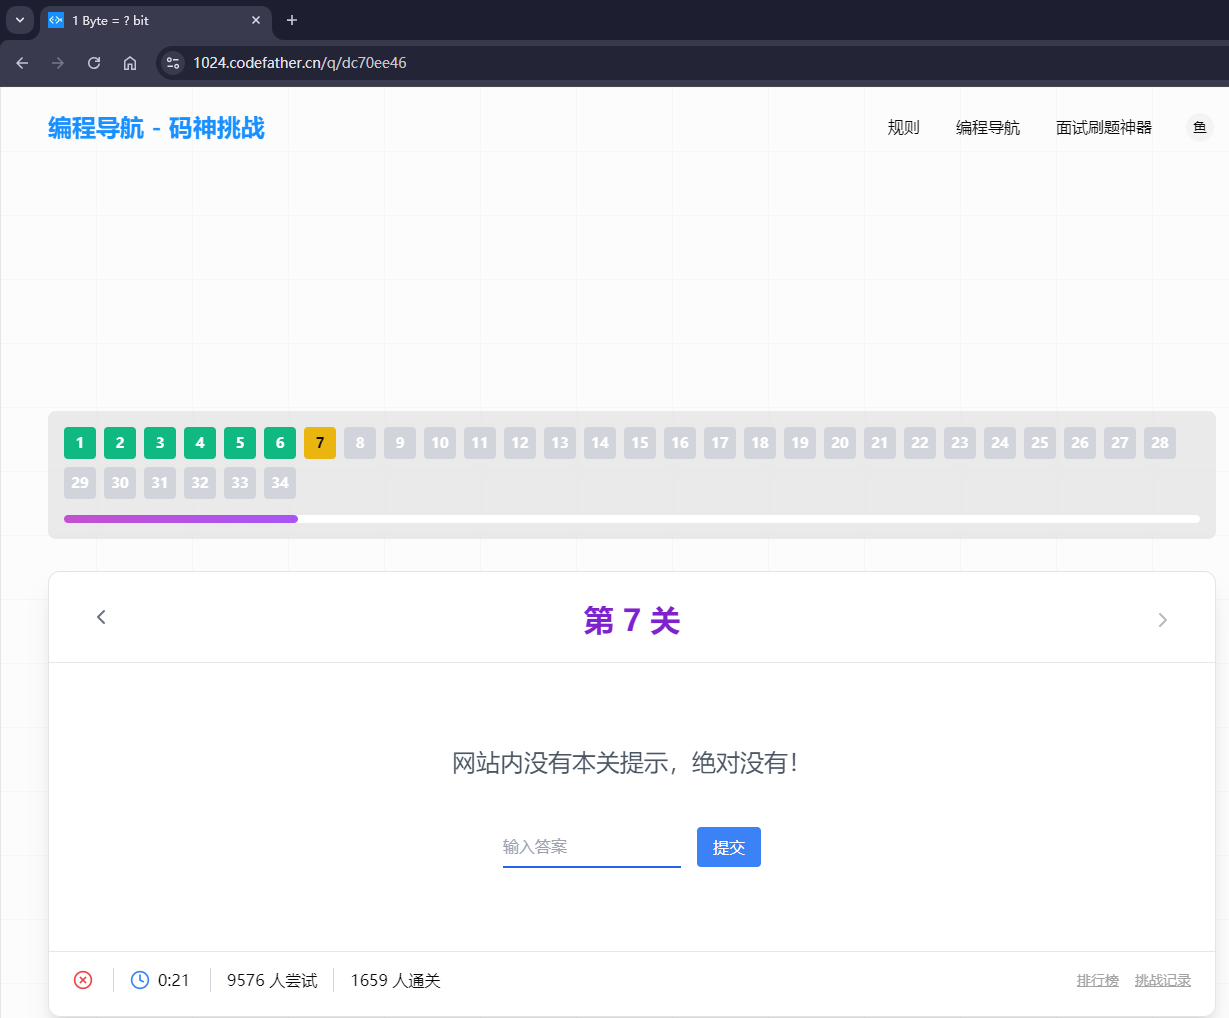 1 Byte = ? bit
1024.codefather.cn/q/dc70ee46
编程导航 - 码神挑战
规则 编程导航 面试刷题神器 鱼
1 2 3 4 5 6 7 8 9 10 11 12 13 14 15 16 17 18 19 20 21 22 23 24 25 26 27 28
29 30 31 32 33 34
第 7 关
网站内没有本关提示，绝对没有！
输入答案 提交
0:21 9576 人尝试 1659 人通关 排行榜 挑战记录